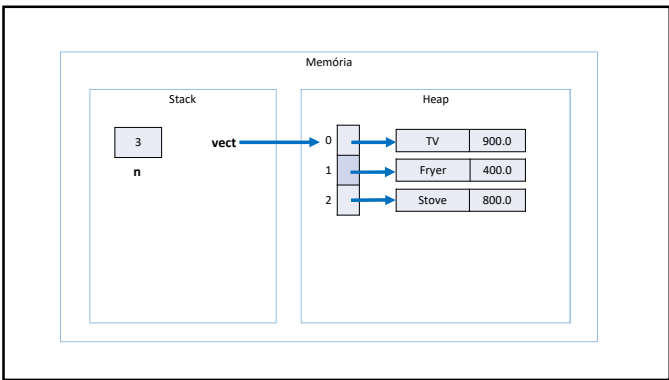 Memória
Stack Heap
3 vect 0 TV 900.0
n 1 Fryer 400.0
2 Stove 800.0